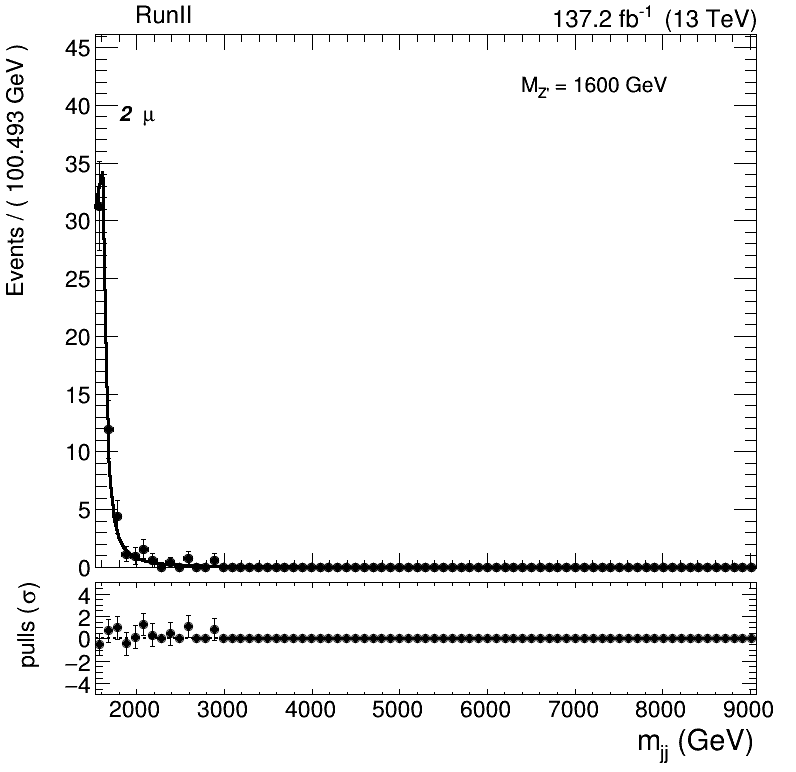 RunII
137.2 fb⁻¹ (13 TeV)
Events / ( 100.493 GeV )
45
40
35
30
25
20
15
10
5
0
2 μ
M_Z' = 1600 GeV
pulls (σ)
4
2
0
−2
−4
2000 3000 4000 5000 6000 7000 8000 9000
m_jj (GeV)